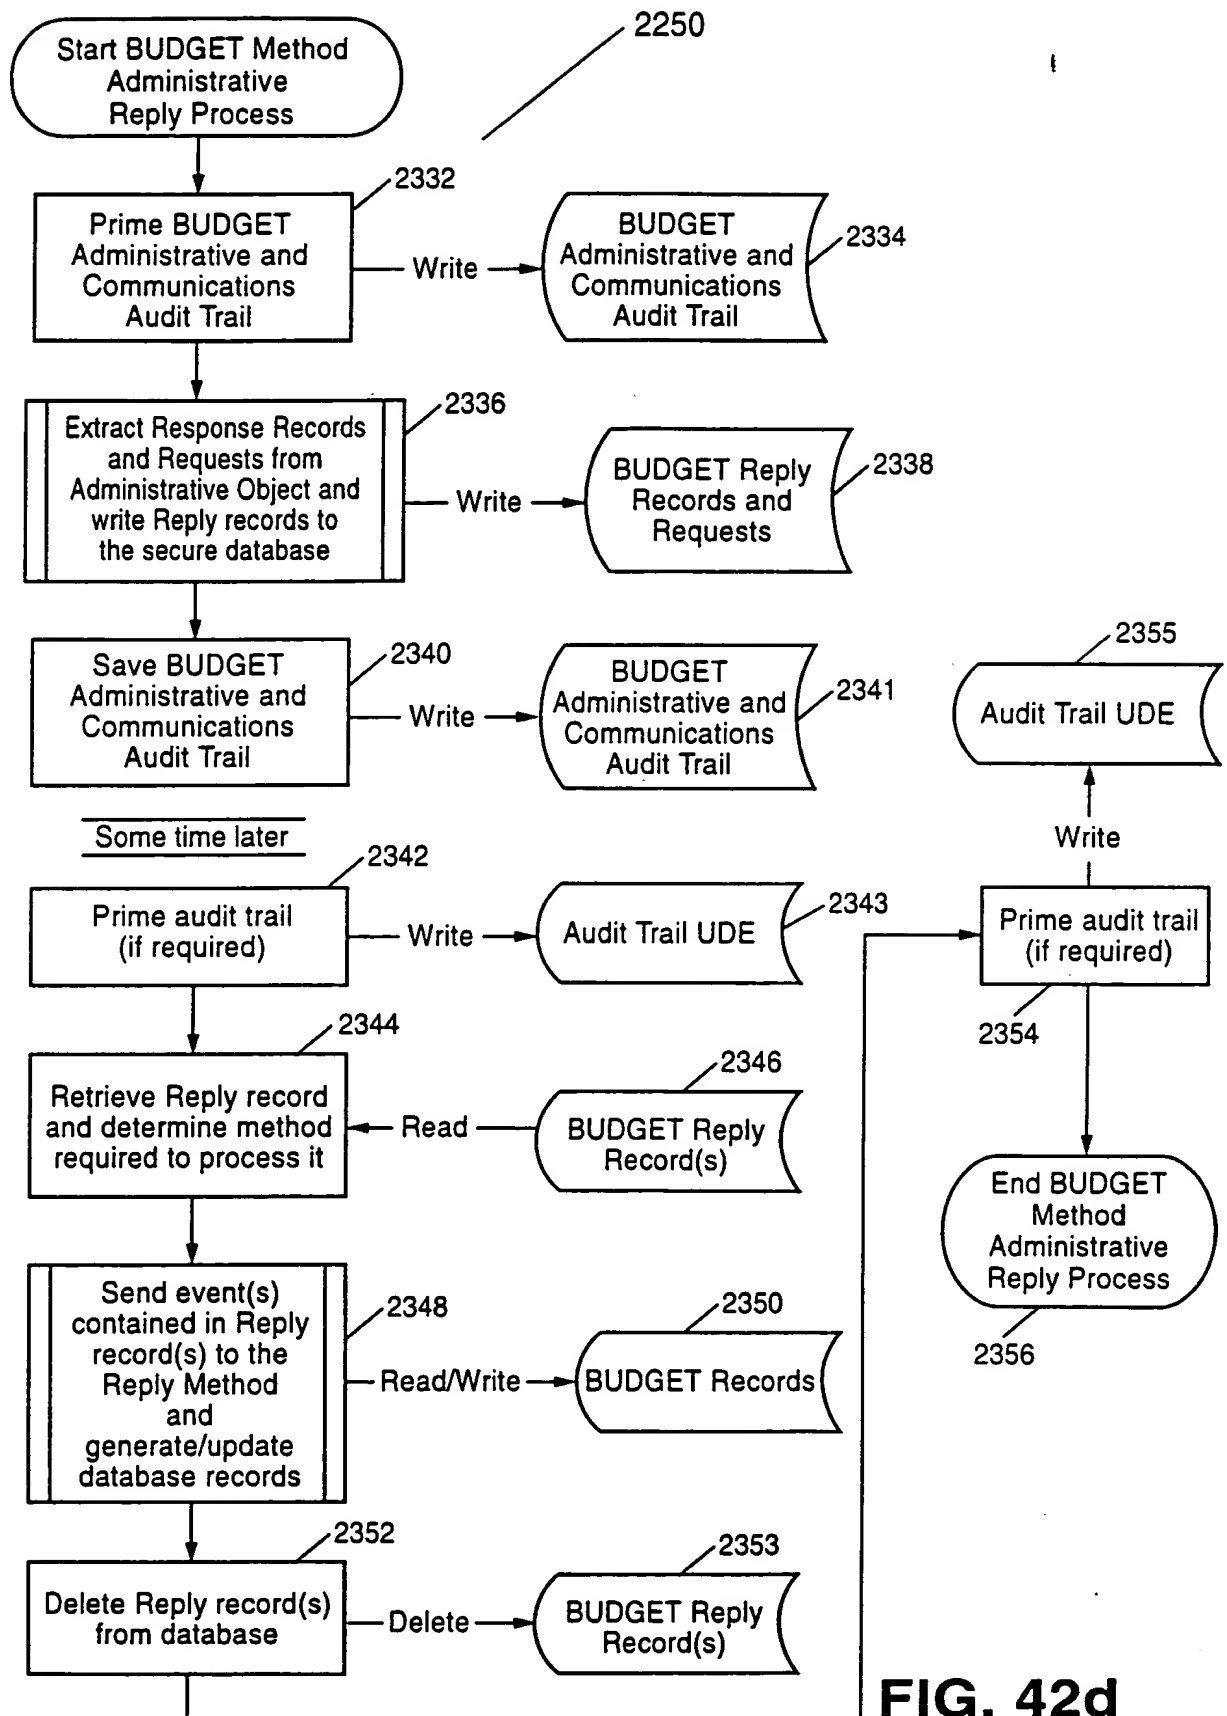 Start BUDGET Method
Administrative
Reply Process
2250
2332
Prime BUDGET
Administrative and
Communications
Audit Trail
Write
BUDGET
Administrative and
Communications
Audit Trail
2334
2336
Extract Response Records
and Requests from
Administrative Object and
write Reply records to
the secure database
Write
BUDGET Reply
Records and
Requests
2338
2340
Save BUDGET
Administrative and
Communications
Audit Trail
Write
BUDGET
Administrative and
Communications
Audit Trail
2341
Some time later
2342
Prime audit trail
(if required)
Write
Audit Trail UDE
2343
2344
Retrieve Reply record
and determine method
required to process it
Read
2346
BUDGET Reply
Record(s)
2348
Send event(s)
contained in Reply
record(s) to the
Reply Method
and
generate/update
database records
Read/Write
2350
BUDGET Records
2352
Delete Reply record(s)
from database
Delete
2353
BUDGET Reply
Record(s)
2355
Audit Trail UDE
Write
Prime audit trail
(if required)
2354
End BUDGET
Method
Administrative
Reply Process
2356
FIG. 42d